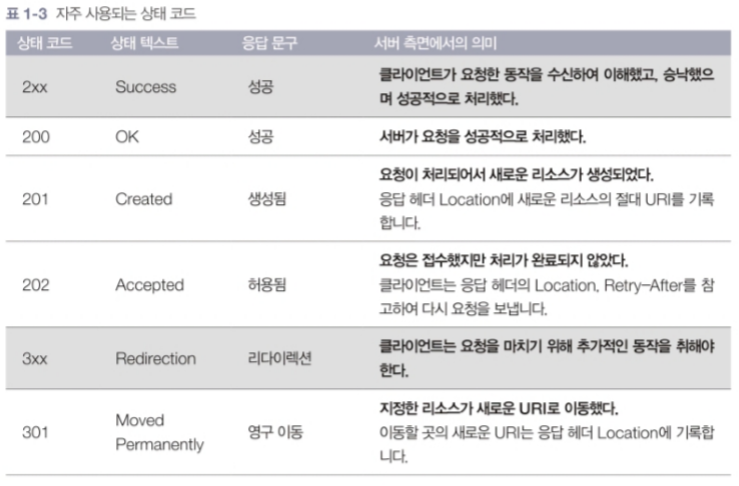 표 1-3 자주 사용되는 상태 코드
상태 코드 상태 텍스트 응답 문구 서버 측면에서의 의미
2xx Success 성공 클라이언트가 요청한 동작을 수신하여 이해했고, 승낙했으
며 성공적으로 처리했다.
200 OK 성공 서버가 요청을 성공적으로 처리했다.
201 Created 생성됨 요청이 처리되어서 새로운 리소스가 생성되었다.
응답 헤더 Location에 새로운 리소스의 절대 URI를 기록
합니다.
202 Accepted 허용됨 요청은 접수했지만 처리가 완료되지 않았다.
클라이언트는 응답 헤더의 Location, Retry-After를 참
고하여 다시 요청을 보냅니다.
3xx Redirection 리다이렉션 클라이언트는 요청을 마치기 위해 추가적인 동작을 취해야
한다.
301 Moved Permanently 영구 이동 지정한 리소스가 새로운 URI로 이동했다.
이동할 곳의 새로운 URI는 응답 헤더 Location에 기록합
니다.